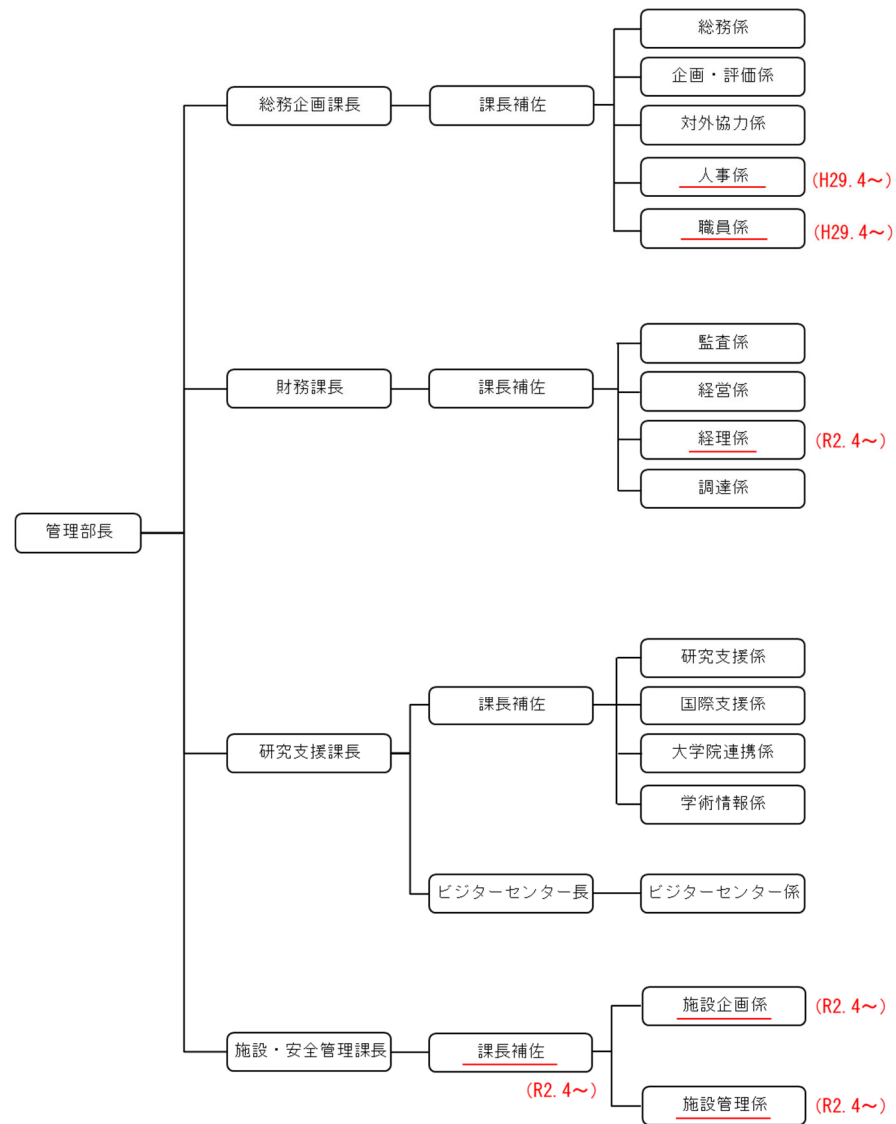 管理部長
総務企画課長
課長補佐
総務係
企画・評価係
対外協力係
人事係 (H29.4～)
職員係 (H29.4～)
財務課長
課長補佐
監査係
経営係
経理係 (R2.4～)
調達係
研究支援課長
課長補佐
研究支援係
国際支援係
大学院連携係
学術情報係
ビジターセンター長
ビジターセンター係
施設・安全管理課長
課長補佐
(R2.4～)
施設企画係 (R2.4～)
施設管理係 (R2.4～)